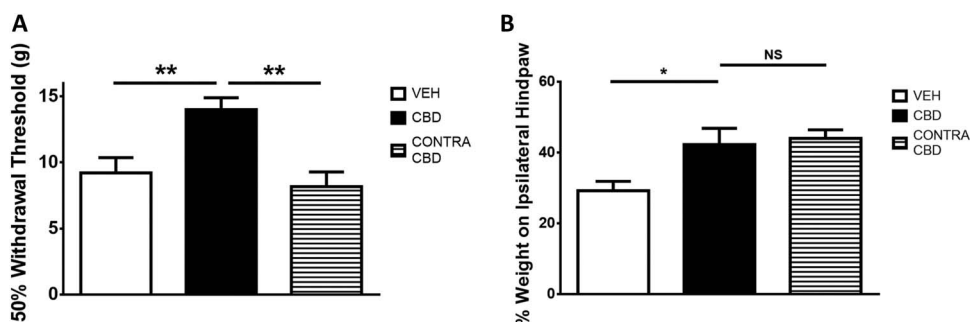 A
50% Withdrawal Threshold (g)
15
10
5
0
**
**
VEH
CBD
CONTRA
CBD
B
% Weight on Ipsilateral Hindpaw
60
40
20
0
*
NS
VEH
CBD
CONTRA
CBD